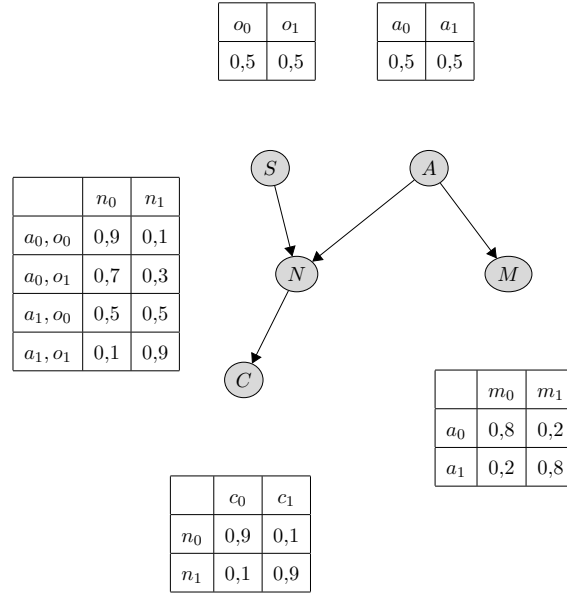 o₀ o₁
0,5 0,5
a₀ a₁
0,5 0,5
S
A
n₀ n₁
a₀, o₀ 0,9 0,1
a₀, o₁ 0,7 0,3
a₁, o₀ 0,5 0,5
a₁, o₁ 0,1 0,9
N
M
C
m₀ m₁
a₀ 0,8 0,2
a₁ 0,2 0,8
c₀ c₁
n₀ 0,9 0,1
n₁ 0,1 0,9